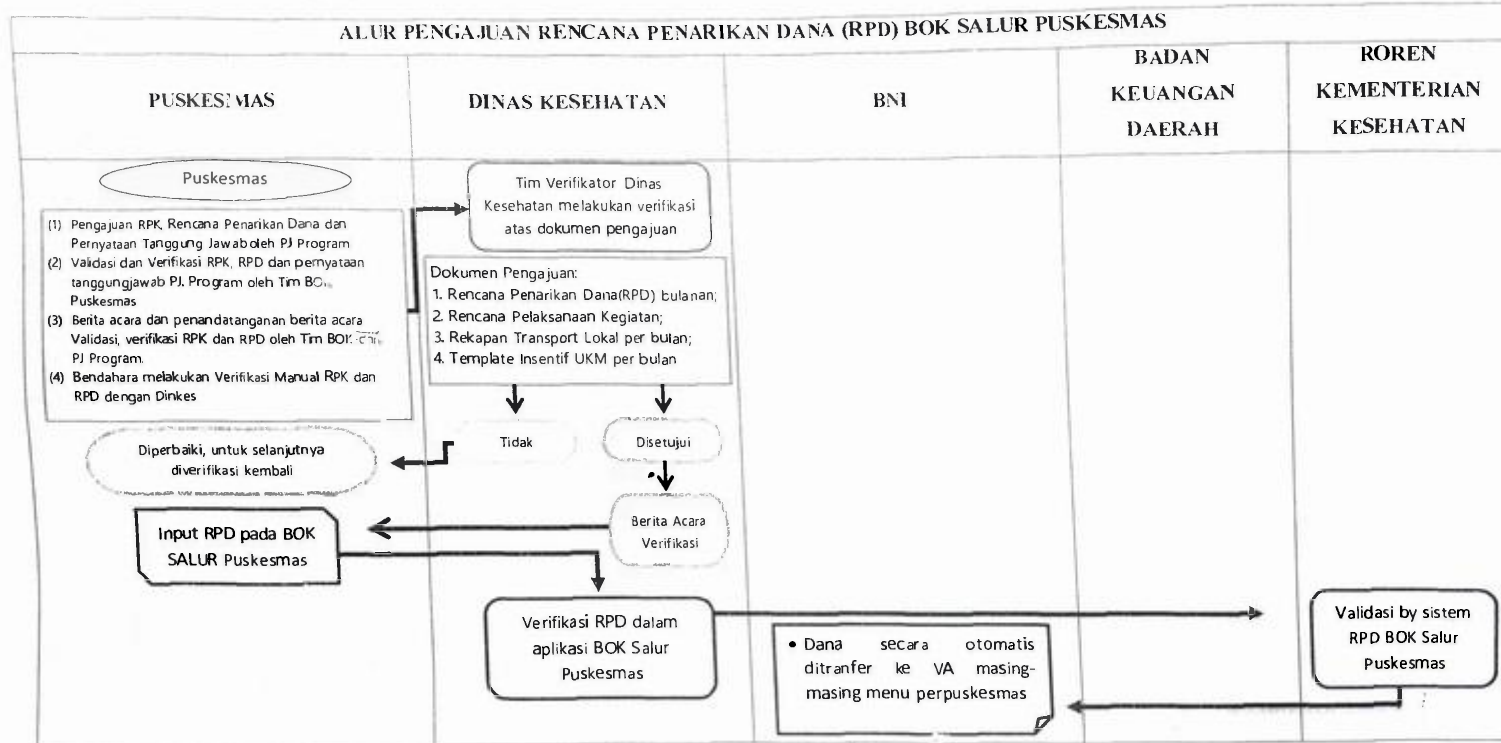 ALUR PENGAJUAN RENCANA PENARIKAN DANA (RPD) BOK SALUR PUSKESMAS
PUSKESMAS
DINAS KESEHATAN
BNI
BADAN
KEUANGAN
DAERAH
ROREN
KEMENTERIAN
KESEHATAN
Puskesmas
(1) Pengajuan RPK, Rencana Penarikan Dana dan
Pernyataan Tanggung Jawab oleh PJ Program
(2) Validasi dan Verifikasi RPK, RPD dan pernyataan
tanggungjawab PJ. Program oleh Tim BOK
Puskesmas
(3) Berita acara dan penandatanganan berita acara
Validasi, verifikasi RPK dan RPD oleh Tim BOK
PJ Program.
(4) Bendahara melakukan Verifikasi Manual RPK dan
RPD dengan Dinkes
Tim Verifikator Dinas
Kesehatan melakukan verifikasi
atas dokumen pengajuan
Dokumen Pengajuan:
1. Rencana Penarikan Dana(RPD) bulanan;
2. Rencana Pelaksanaan Kegiatan;
3. Rekapan Transport Lokal per bulan;
4. Template Insentif UKM per bulan
Tidak
Disetujui
Diperbaiki, untuk selanjutnya
diverifikasi kembali
Berita Acara
Verifikasi
Input RPD pada BOK
SALUR Puskesmas
Verifikasi RPD dalam
aplikasi BOK Salur
Puskesmas
• Dana secara otomatis
ditranfer ke VA masing-
masing menu perpuskesmas
Validasi by sistem
RPD BOK Salur
Puskesmas